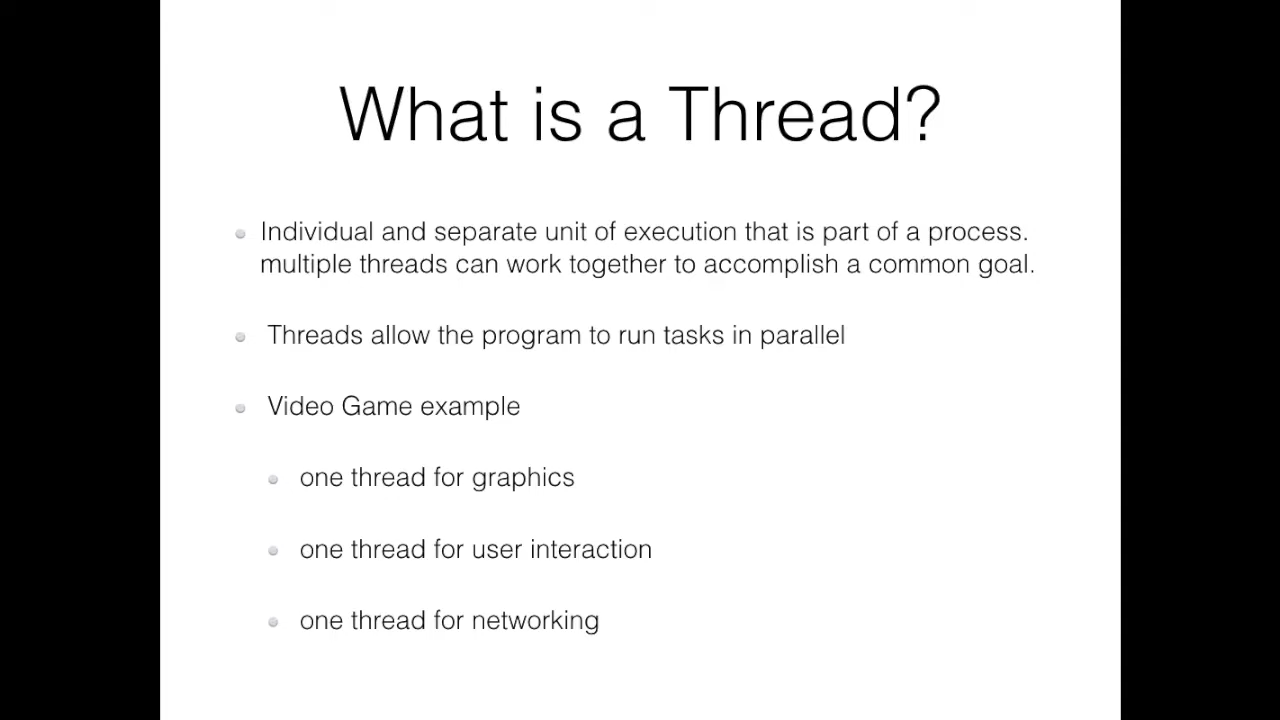 What is a Thread?
Individual and separate unit of execution that is part of a process.
multiple threads can work together to accomplish a common goal.
Threads allow the program to run tasks in parallel
Video Game example
one thread for graphics
one thread for user interaction
one thread for networking